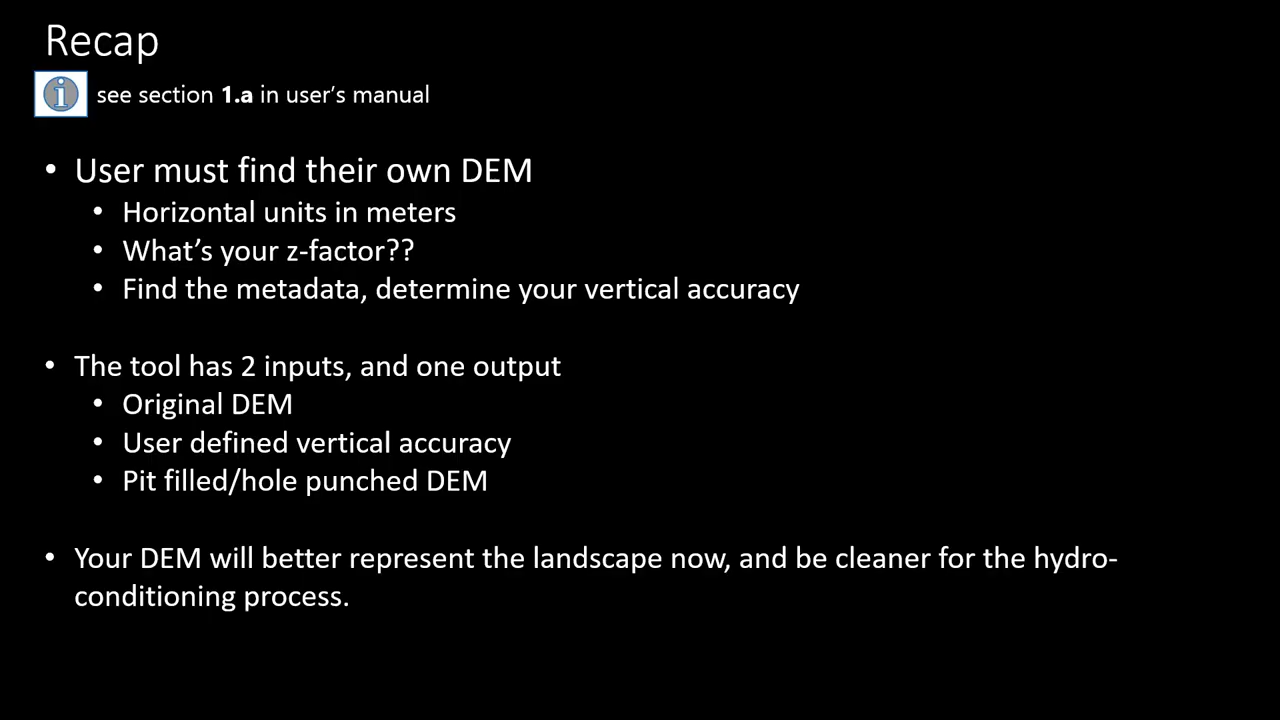 Recap
i see section 1.a in user's manual
• User must find their own DEM
• Horizontal units in meters
• What's your z-factor??
• Find the metadata, determine your vertical accuracy
• The tool has 2 inputs, and one output
• Original DEM
• User defined vertical accuracy
• Pit filled/hole punched DEM
• Your DEM will better represent the landscape now, and be cleaner for the hydro-
conditioning process.